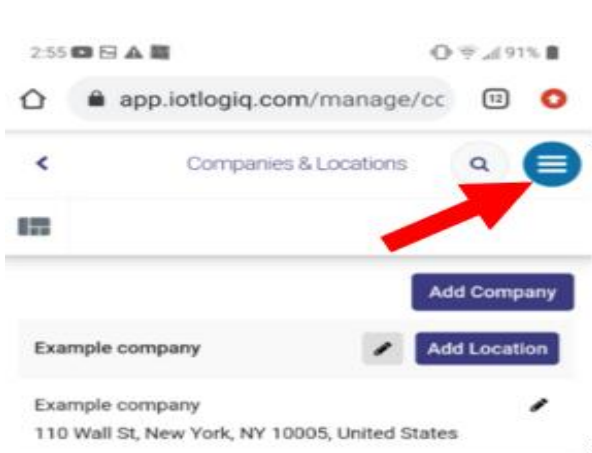 2:55 91%
app.iotlogiq.com/manage/cc 12
Companies & Locations
Add Company
Example company Add Location
Example company
110 Wall St, New York, NY 10005, United States